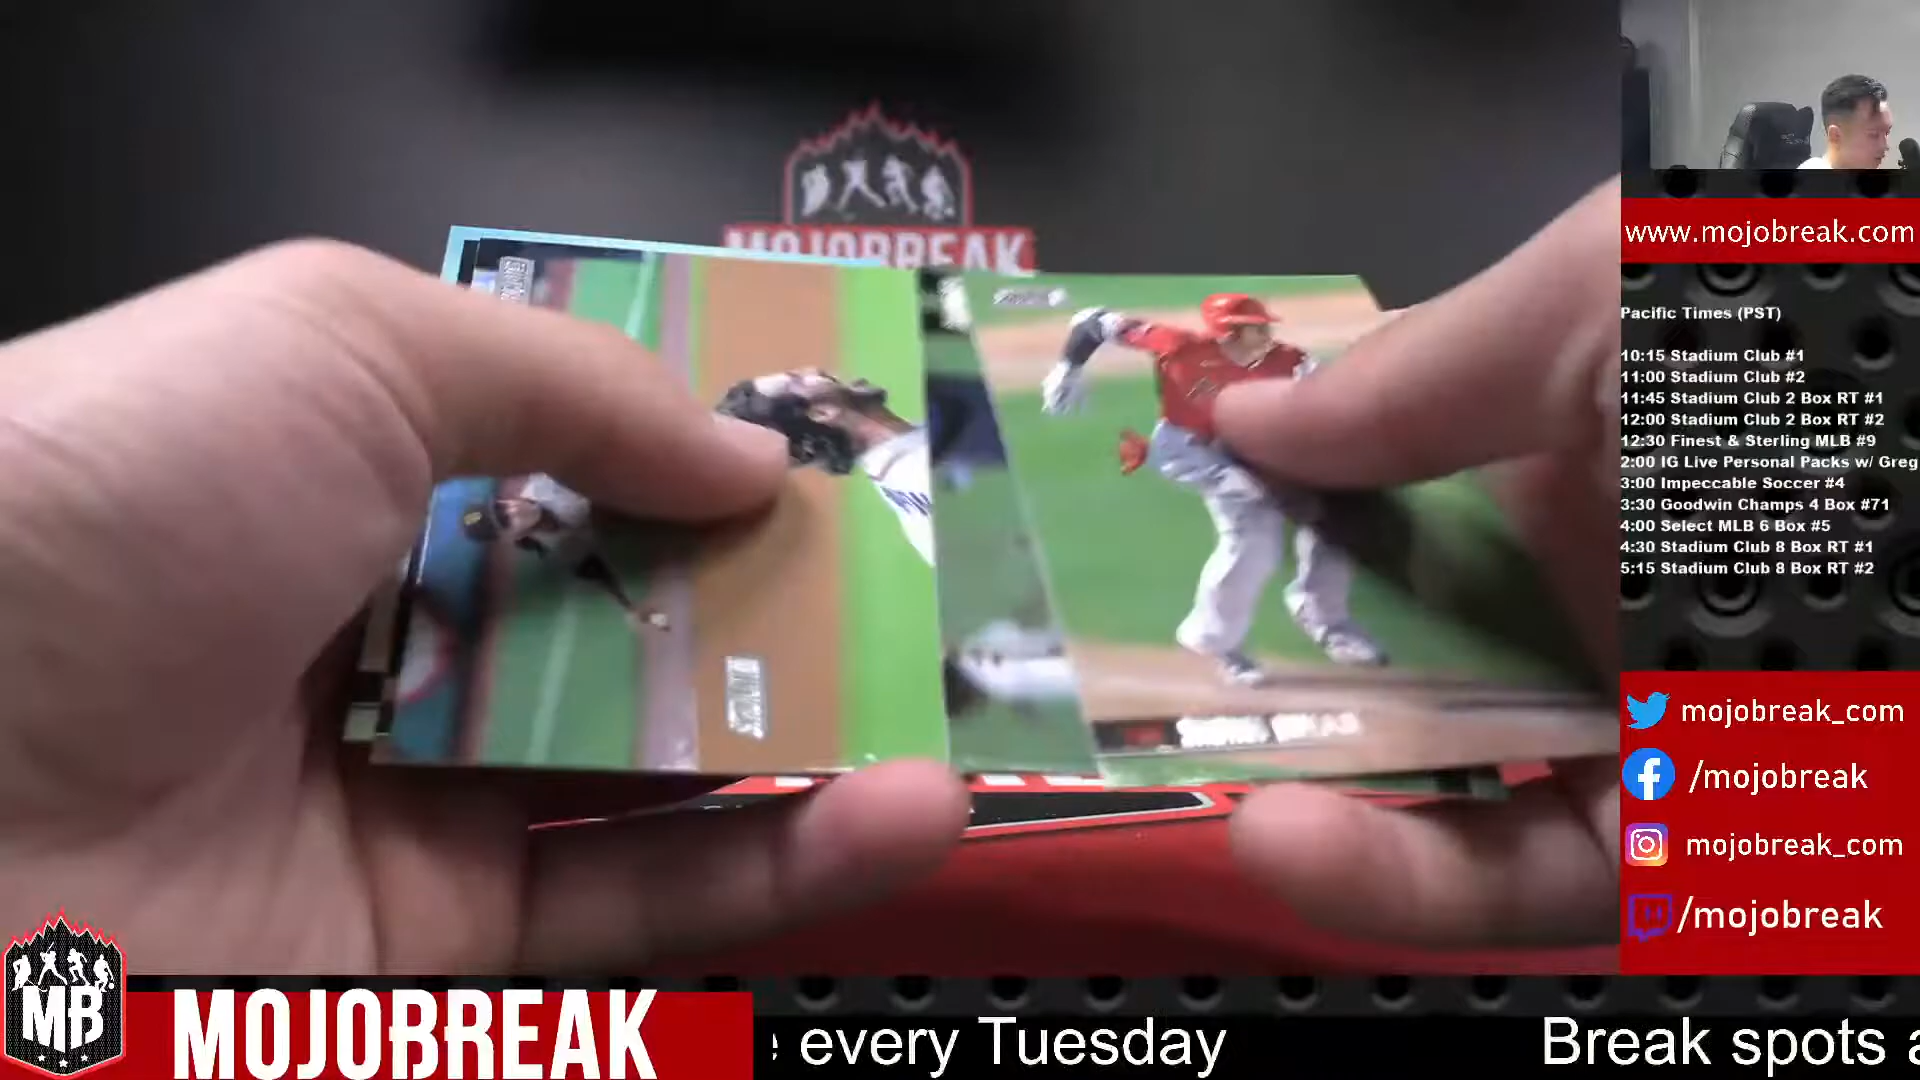 MOJOBREAK
www.mojobreak.com
Pacific Times (PST)
10:15 Stadium Club #1
11:00 Stadium Club #2
11:45 Stadium Club 2 Box RT #1
12:00 Stadium Club 2 Box RT #2
12:30 Finest & Sterling MLB #9
2:00 IG Live Personal Packs w/ Greg
3:00 Impeccable Soccer #4
3:30 Goodwin Champs 4 Box #71
4:00 Select MLB 6 Box #5
4:30 Stadium Club 8 Box RT #1
5:15 Stadium Club 8 Box RT #2
mojobreak_com
/mojobreak
mojobreak_com
/mojobreak
MB
MOJOBREAK
every Tuesday
Break spots